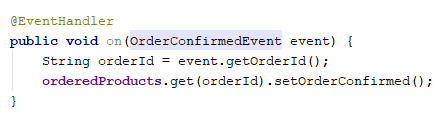 @EventHandler
public void on(OrderConfirmedEvent event) {
    String orderId = event.getOrderId();
    orderedProducts.get(orderId).setOrderConfirmed();
}